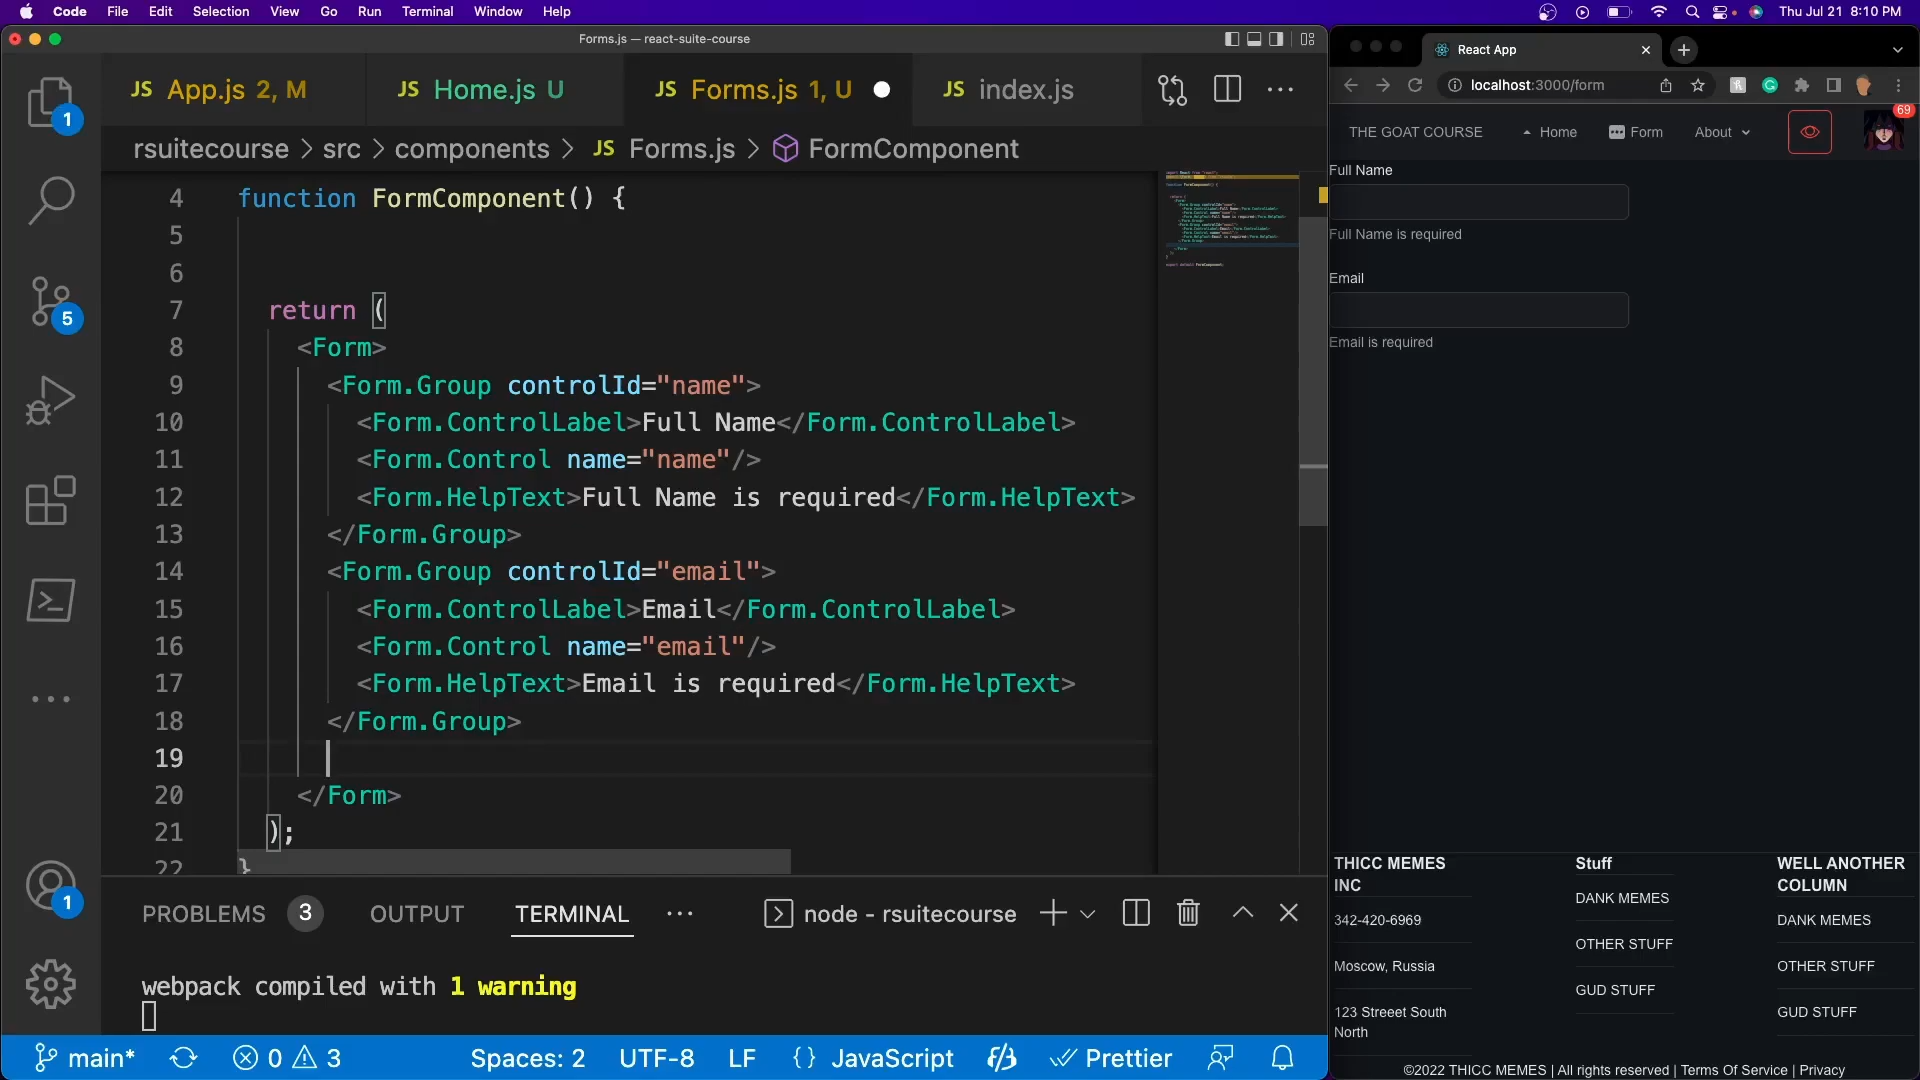 Code File Edit Selection View Go Run Terminal Window Help
Thu Jul 21 8:10 PM
Forms.js — react-suite-course
JS App.js 2, M
JS Home.js U
JS Forms.js 1, U
JS index.js
rsuitecourse > src > components > JS Forms.js > FormComponent
4 function FormComponent() {
5
6
7 return (
8 <Form>
9 <Form.Group controlId="name">
10 <Form.ControlLabel>Full Name</Form.ControlLabel>
11 <Form.Control name="name"/>
12 <Form.HelpText>Full Name is required</Form.HelpText>
13 </Form.Group>
14 <Form.Group controlId="email">
15 <Form.ControlLabel>Email</Form.ControlLabel>
16 <Form.Control name="email"/>
17 <Form.HelpText>Email is required</Form.HelpText>
18 </Form.Group>
19
20 </Form>
21 );
22 }
1
5
1
PROBLEMS 3 OUTPUT TERMINAL
node - rsuitecourse
webpack compiled with 1 warning
main* 0 3 Spaces: 2 UTF-8 LF {} JavaScript Prettier
React App
localhost:3000/form
THE GOAT COURSE Home Form About
69
Full Name
Full Name is required
Email
Email is required
THICC MEMES
INC
342-420-6969
Moscow, Russia
123 Streeet South
North
Stuff
DANK MEMES
OTHER STUFF
GUD STUFF
WELL ANOTHER
COLUMN
DANK MEMES
OTHER STUFF
GUD STUFF
©2022 THICC MEMES | All rights reserved | Terms Of Service | Privacy